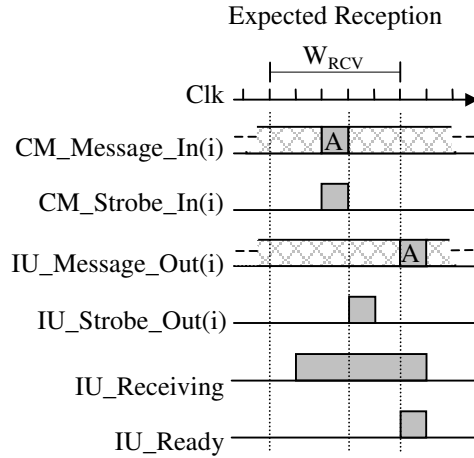 Expected Reception
W_RCV
Clk
CM_Message_In(i)
A
CM_Strobe_In(i)
IU_Message_Out(i)
A
IU_Strobe_Out(i)
IU_Receiving
IU_Ready